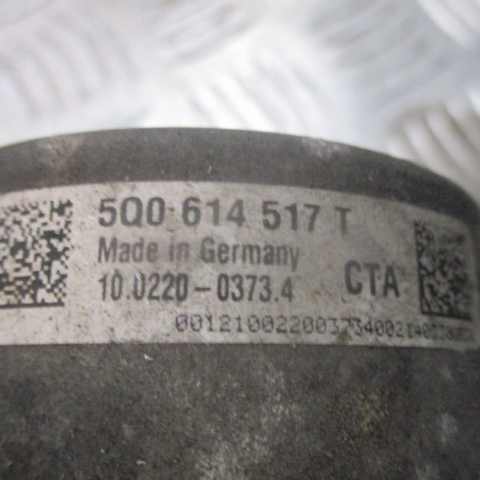 5Q0 614 517 T
Made in Germany
10.0220-0373.4 CTA